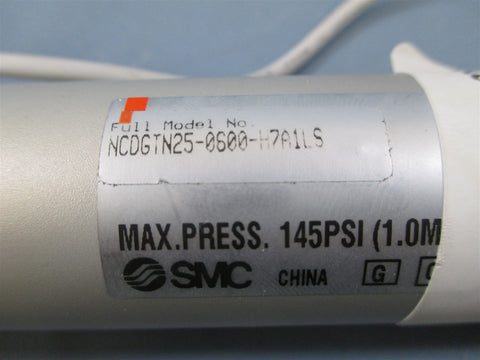 Full Model No.
NCDGTN25-0600-H7A1LS
MAX.PRESS. 145PSI (1.0M
SMC CHINA G